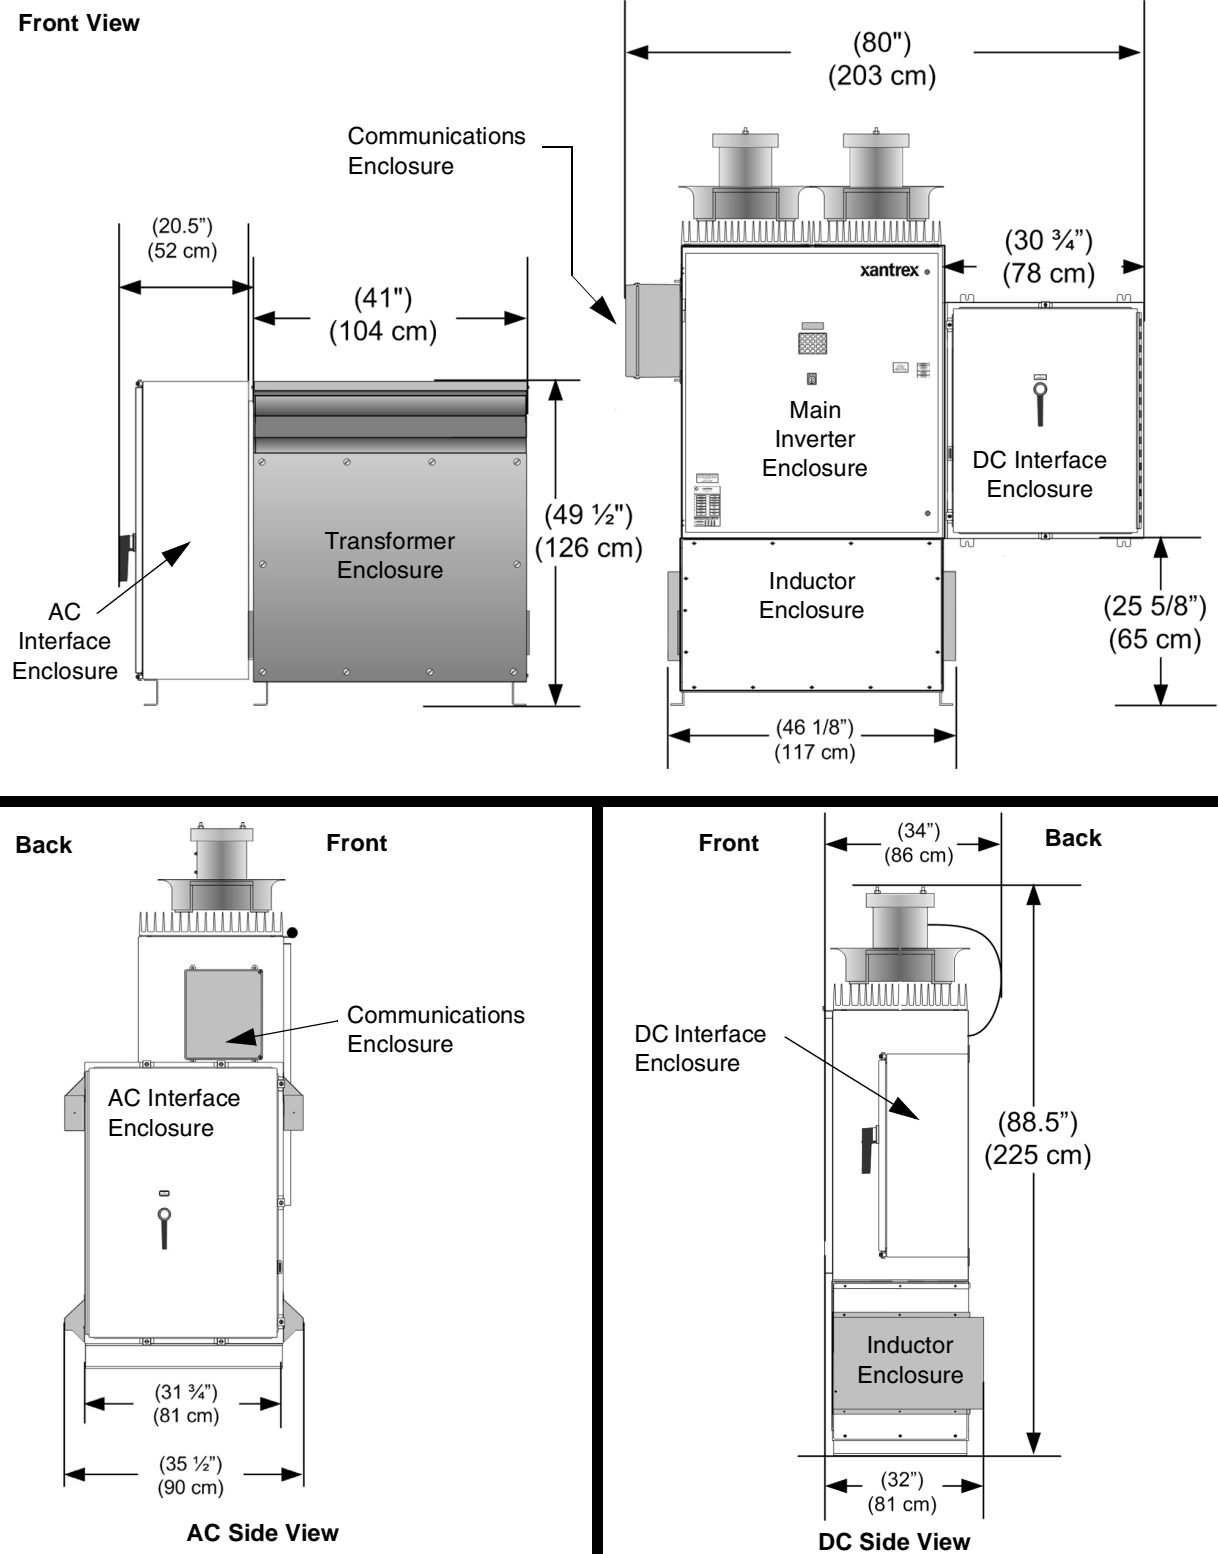 Front View
(80")
(203 cm)
Communications
Enclosure
(20.5”)
(52 cm)
(41")
(104 cm)
(30 ¾”)
(78 cm)
xantrex
Main
Inverter
Enclosure
DC Interface
Enclosure
(49 ½")
(126 cm)
Transformer
Enclosure
AC
Interface
Enclosure
Inductor
Enclosure
(25 5/8”)
(65 cm)
(46 1/8”)
(117 cm)
Back
Front
Communications
Enclosure
AC Interface
Enclosure
(31 ¾”)
(81 cm)
(35 ½”)
(90 cm)
AC Side View
Front
(34”)
(86 cm)
Back
DC Interface
Enclosure
(88.5”)
(225 cm)
Inductor
Enclosure
(32”)
(81 cm)
DC Side View